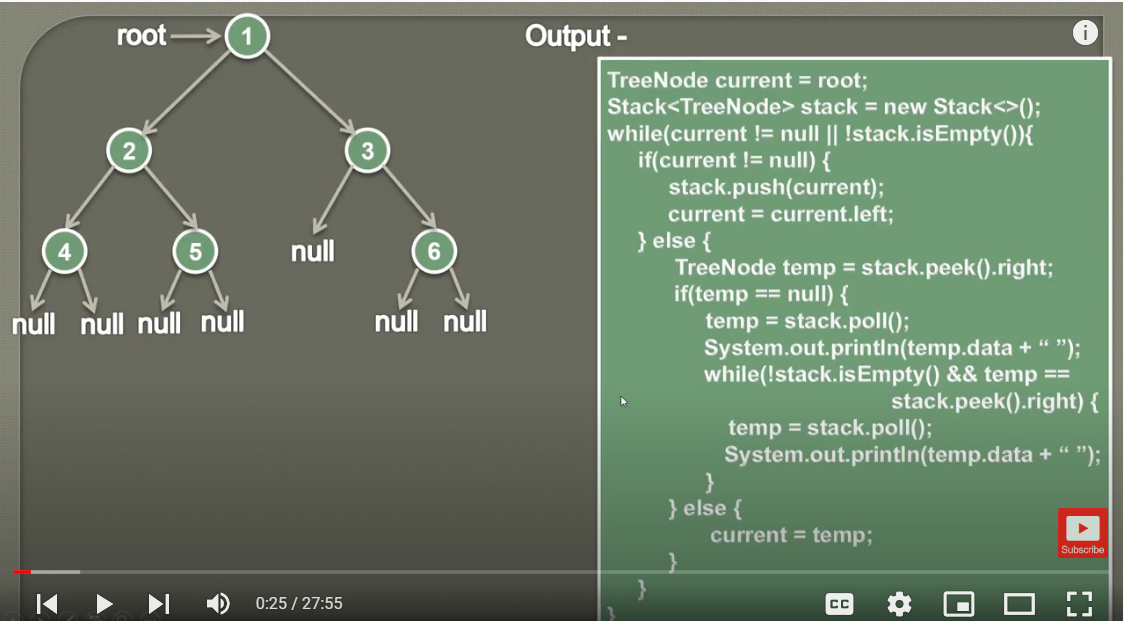 root
1
Output -
2
3
4
5
null
6
null
null
null
null
null
null
TreeNode current = root;
Stack<TreeNode> stack = new Stack<>();
while(current != null || !stack.isEmpty()){
if(current != null) {
stack.push(current);
current = current.left;
} else {
TreeNode temp = stack.peek().right;
if(temp == null) {
temp = stack.poll();
System.out.println(temp.data + “ ”);
while(!stack.isEmpty() && temp ==
stack.peek().right) {
temp = stack.poll();
System.out.println(temp.data + “ ”);
}
} else {
current = temp;
}
}
}
i
Subscribe
0:25 / 27:55
CC